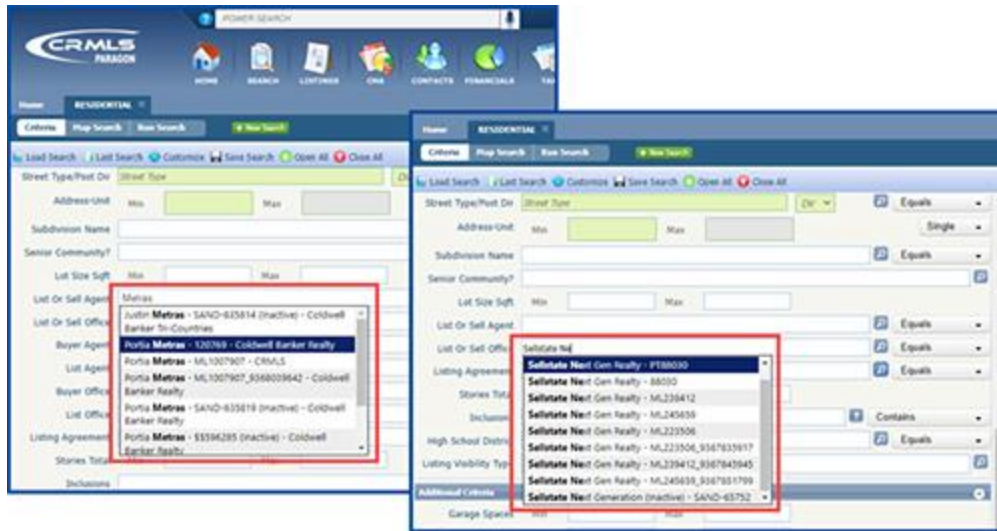 POWER SEARCH
CRMLS
PARAGON
HOME SEARCH LISTINGS CMA CONTACTS FINANCIALS TAX
Home RESIDENTIAL
Criteria Map Search Run Search + New Search
Load Search Last Search Customize Save Search Open All Close All
Street Type/Post Dir Street Type
Address-Unit Min Max
Subdivision Name
Senior Community?
Lot Size Sqft Min Max
List Or Sell Agent Metras
List Or Sell Office
Buyer Agent
List Agent
Buyer Office
List Office
Listing Agreement
Stories Total
Inclusions
Justin Metras - SAND-635814 (Inactive) - Coldwell
Banker Tri-Countries
Portia Metras - 120769 - Coldwell Banker Realty
Portia Metras - ML1007907 - CRMLS
Portia Metras - ML1007907_9368039642 - Coldwell
Banker Realty
Portia Metras - SAND-635819 (Inactive) - Coldwell
Banker Realty
Portia Metras - SS596285 (Inactive) - Coldwell
Banker Realty
Home RESIDENTIAL
Criteria Map Search Run Search + New Search
Load Search Last Search Customize Save Search Open All Close All
Street Type/Post Dir Street Type Dir Equals
Address-Unit Min Max Single
Subdivision Name Equals
Senior Community?
Lot Size Sqft Min Max
List Or Sell Agent Equals
List Or Sell Office Sellstate Ne Equals
Listing Agreement Equals
Stories Total
Inclusions Contains
High School District Equals
Listing Visibility Type
Sellstate Next Gen Realty - PT88030
Sellstate Next Gen Realty - 88030
Sellstate Next Gen Realty - ML239412
Sellstate Next Gen Realty - ML245659
Sellstate Next Gen Realty - ML223506
Sellstate Next Gen Realty - ML223506_9367835917
Sellstate Next Gen Realty - ML239412_9367843945
Sellstate Next Gen Realty - ML245659_9367851799
Sellstate Next Generation (Inactive) - SAND-65752
Additional Criteria
Garage Spaces Min Max